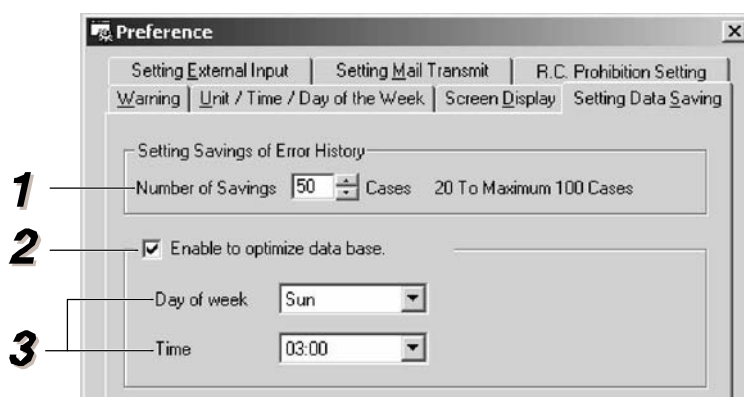 Preference
Setting External Input Setting Mail Transmit R.C. Prohibition Setting
Warning Unit / Time / Day of the Week Screen Display Setting Data Saving
Setting Savings of Error History
1 Number of Savings 50 Cases 20 To Maximum 100 Cases
2 Enable to optimize data base.
Day of week Sun
3 Time 03:00